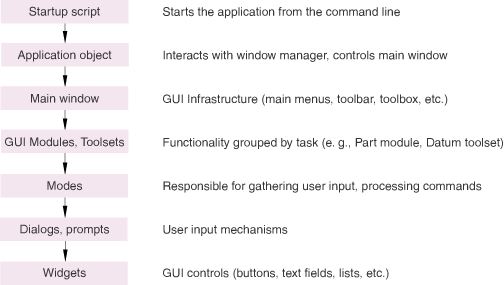 Startup script Starts the application from the command line
Application object Interacts with window manager, controls main window
Main window GUI Infrastructure (main menus, toolbar, toolbox, etc.)
GUI Modules, Toolsets Functionality grouped by task (e. g., Part module, Datum toolset)
Modes Responsible for gathering user input, processing commands
Dialogs, prompts User input mechanisms
Widgets GUI controls (buttons, text fields, lists, etc.)